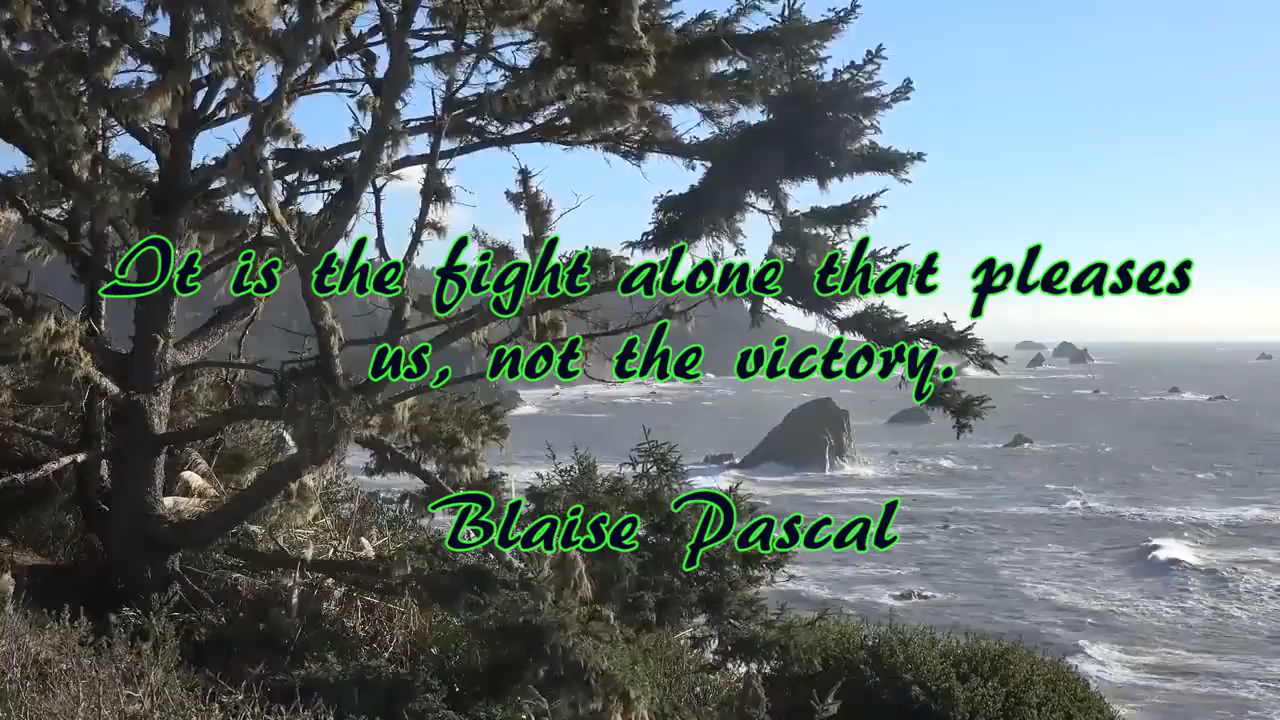 It is the fight alone that pleases
us, not the victory.
Blaise Pascal